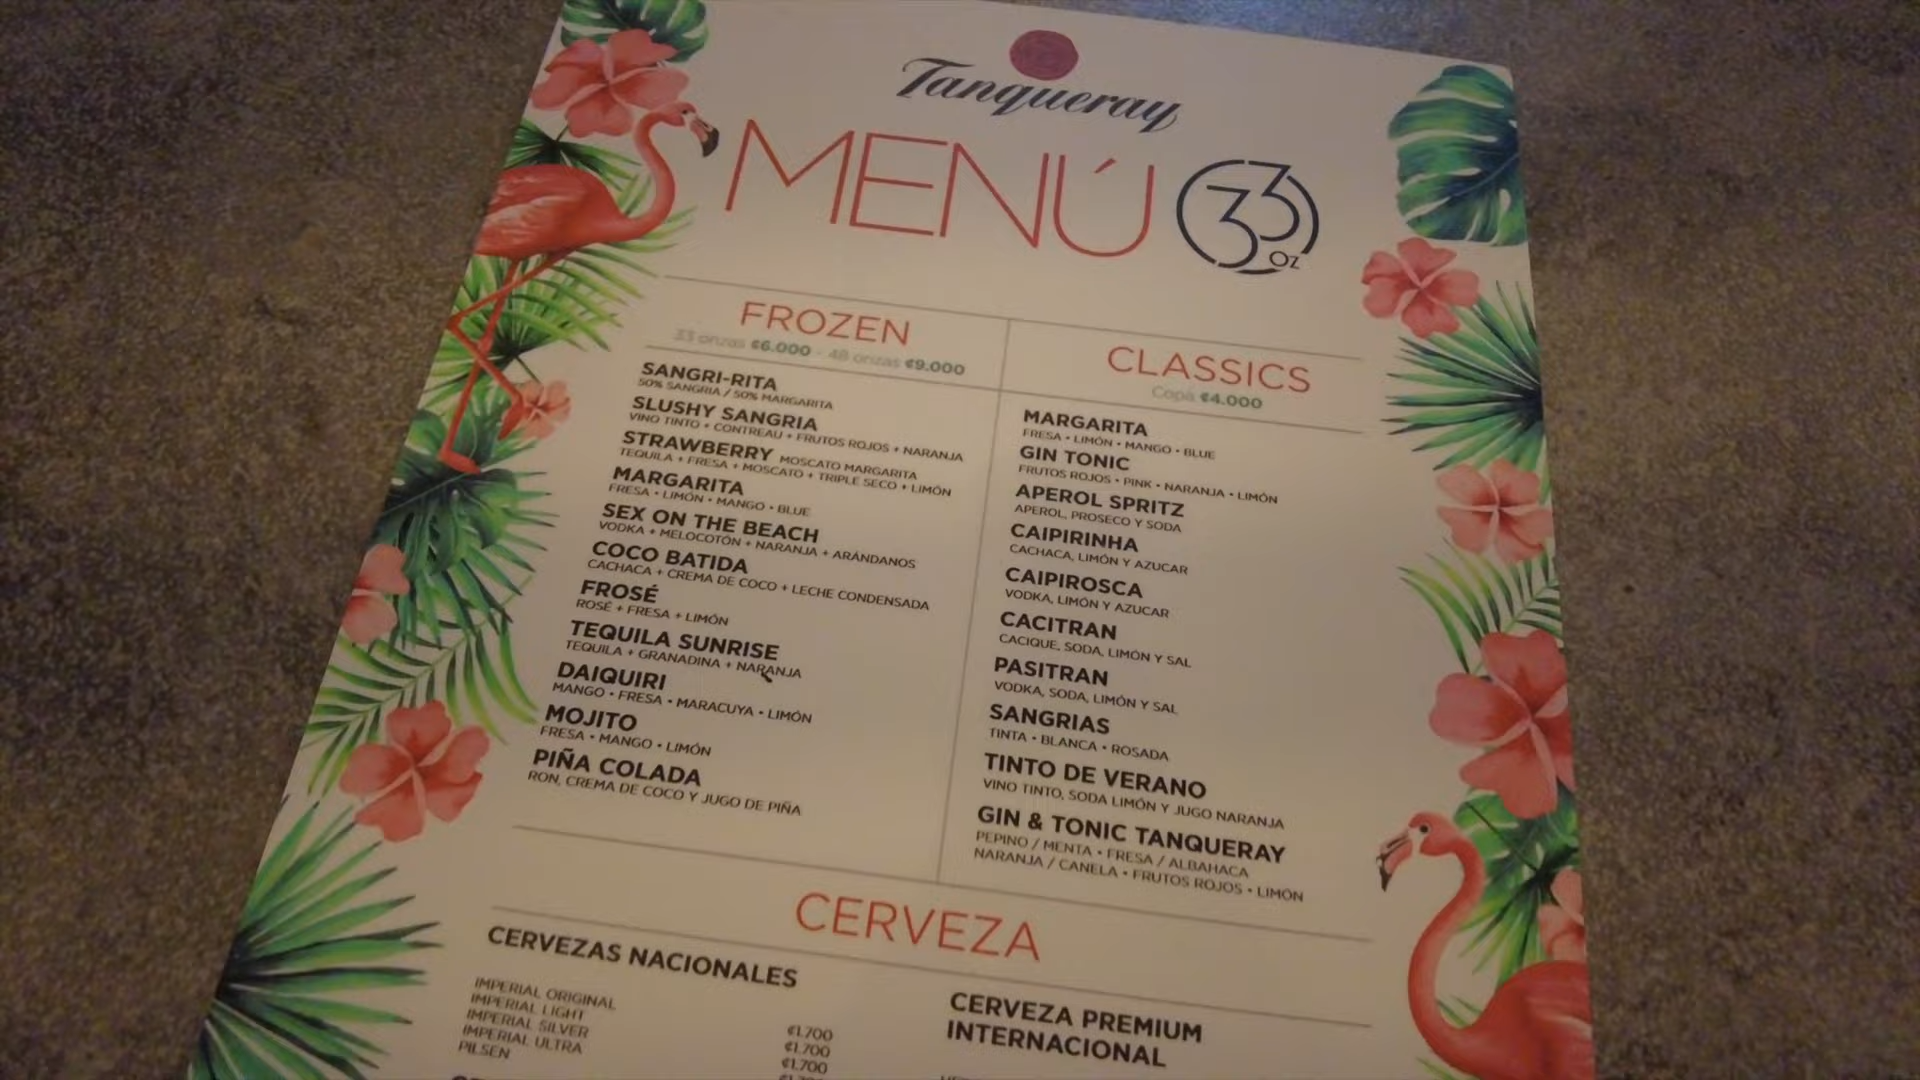 Tanqueray
MENÚ 33 Oz
FROZEN
33 onzas ¢6.000 - 48 onzas ¢9.000
SANGRI-RITA
50% SANGRIA / 50% MARGARITA
SLUSHY SANGRIA
VINO TINTO + CONTREAU + FRUTOS ROJOS + NARANJA
STRAWBERRY MOSCATO MARGARITA
TEQUILA + FRESA + MOSCATO + TRIPLE SECO + LIMÓN
MARGARITA
FRESA • LIMÓN • MANGO • BLUE
SEX ON THE BEACH
VODKA + MELOCOTÓN + NARANJA + ARÁNDANOS
COCO BATIDA
CACHACA + CREMA DE COCO + LECHE CONDENSADA
FROSÉ
ROSÉ + FRESA + LIMÓN
TEQUILA SUNRISE
TEQUILA + GRANADINA + NARANJA
DAIQUIRI
MANGO • FRESA • MARACUYA • LIMÓN
MOJITO
FRESA • MANGO • LIMÓN
PIÑA COLADA
RON, CREMA DE COCO Y JUGO DE PIÑA
CLASSICS
Copa ¢4.000
MARGARITA
FRESA • LIMÓN • MANGO • BLUE
GIN TONIC
FRUTOS ROJOS • PINK • NARANJA • LIMÓN
APEROL SPRITZ
APEROL, PROSECO Y SODA
CAIPIRINHA
CACHACA, LIMÓN Y AZUCAR
CAIPIROSCA
VODKA, LIMÓN Y AZUCAR
CACITRAN
CACIQUE, SODA, LIMÓN Y SAL
PASITRAN
VODKA, SODA, LIMÓN Y SAL
SANGRIAS
TINTA • BLANCA • ROSADA
TINTO DE VERANO
VINO TINTO, SODA LIMÓN Y JUGO NARANJA
GIN & TONIC TANQUERAY
PEPINO / MENTA • FRESA / ALBAHACA
NARANJA / CANELA • FRUTOS ROJOS • LIMÓN
CERVEZA
CERVEZAS NACIONALES
IMPERIAL ORIGINAL ¢1.700
IMPERIAL LIGHT ¢1.700
IMPERIAL SILVER ¢1.700
IMPERIAL ULTRA
PILSEN
CERVEZA PREMIUM
INTERNACIONAL